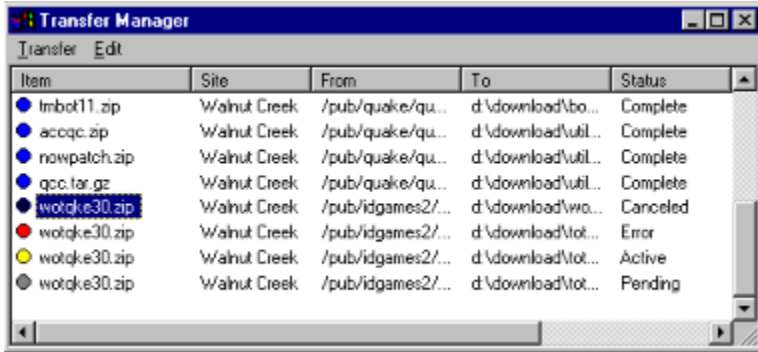 Transfer Manager
Transfer Edit
Item Site From To Status
tmbot11.zip Walnut Creek /pub/quake/qu... d:\download\bo... Complete
accqc.zip Walnut Creek /pub/quake/qu... d:\download\util... Complete
nowpatch.zip Walnut Creek /pub/quake/qu... d:\download\util... Complete
qcc.tar.gz Walnut Creek /pub/quake/qu... d:\download\util... Complete
wotqke30.zip Walnut Creek /pub/idgames2/... d:\download\wo... Canceled
wotqke30.zip Walnut Creek /pub/idgames2/... d:\download\tot... Error
wotqke30.zip Walnut Creek /pub/idgames2/... d:\download\tot... Active
wotqke30.zip Walnut Creek /pub/idgames2/... d:\download\tot... Pending